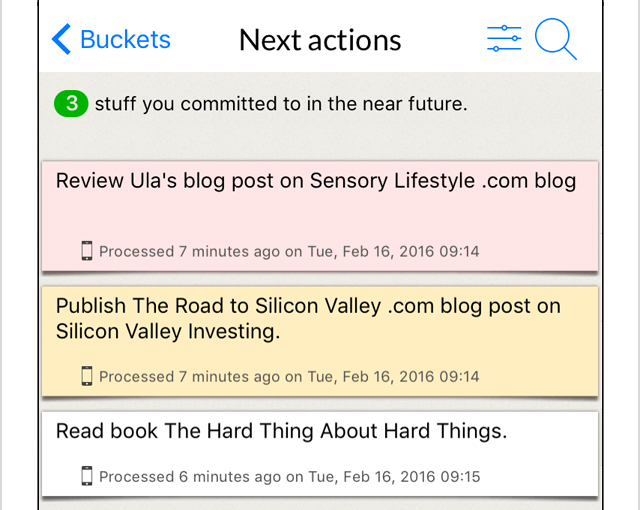 Buckets Next actions
3 stuff you committed to in the near future.
Review Ula's blog post on Sensory Lifestyle .com blog
Processed 7 minutes ago on Tue, Feb 16, 2016 09:14
Publish The Road to Silicon Valley .com blog post on
Silicon Valley Investing.
Processed 7 minutes ago on Tue, Feb 16, 2016 09:14
Read book The Hard Thing About Hard Things.
Processed 6 minutes ago on Tue, Feb 16, 2016 09:15